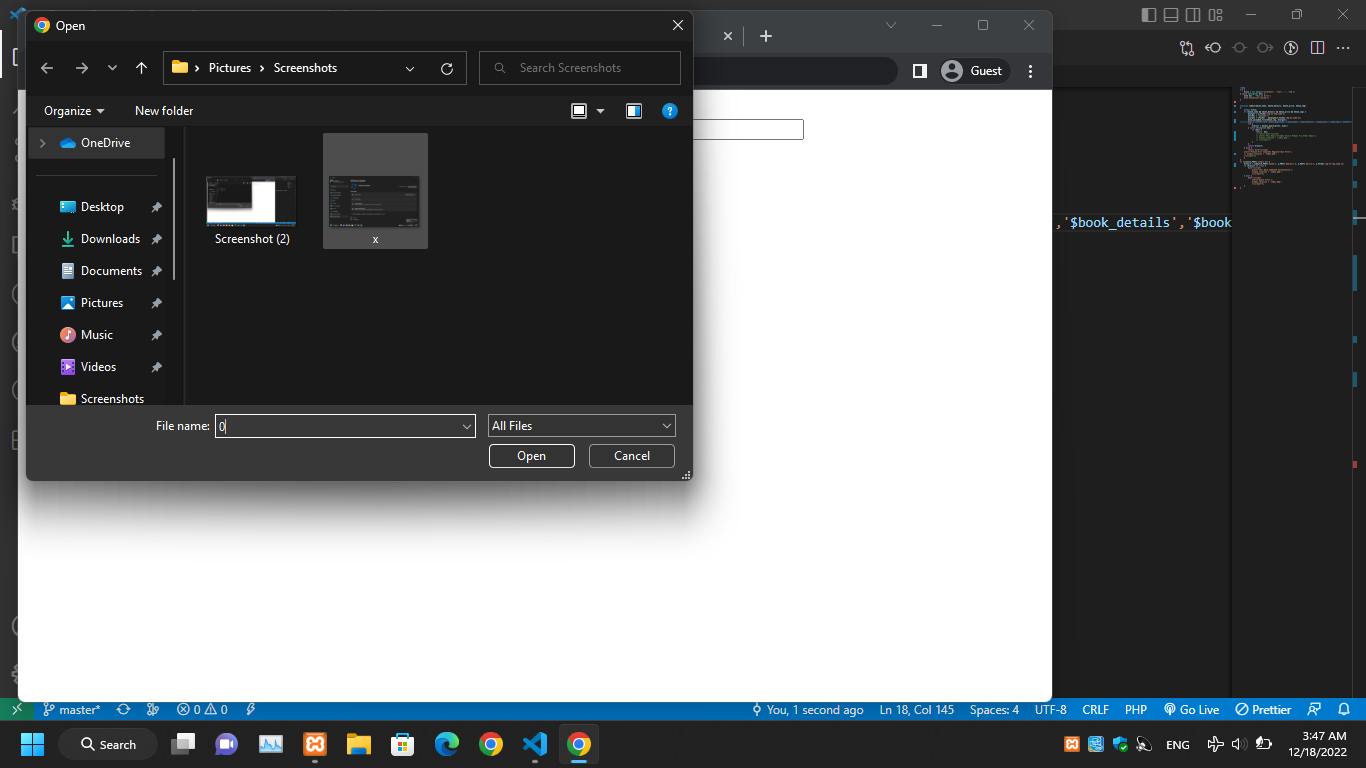 Open
Pictures
Screenshots
Search Screenshots
Guest
Organize
New folder
OneDrive
Desktop
Downloads
Documents
Pictures
Music
Videos
Screenshots
Screenshot (2)
x
,'$book_details','$book
File name:
0
All Files
Open
Cancel
master*
0
0
You, 1 second ago
Ln 18, Col 145
Spaces: 4
UTF-8
CRLF
PHP
Go Live
Prettier
Search
ENG
3:47 AM
12/18/2022